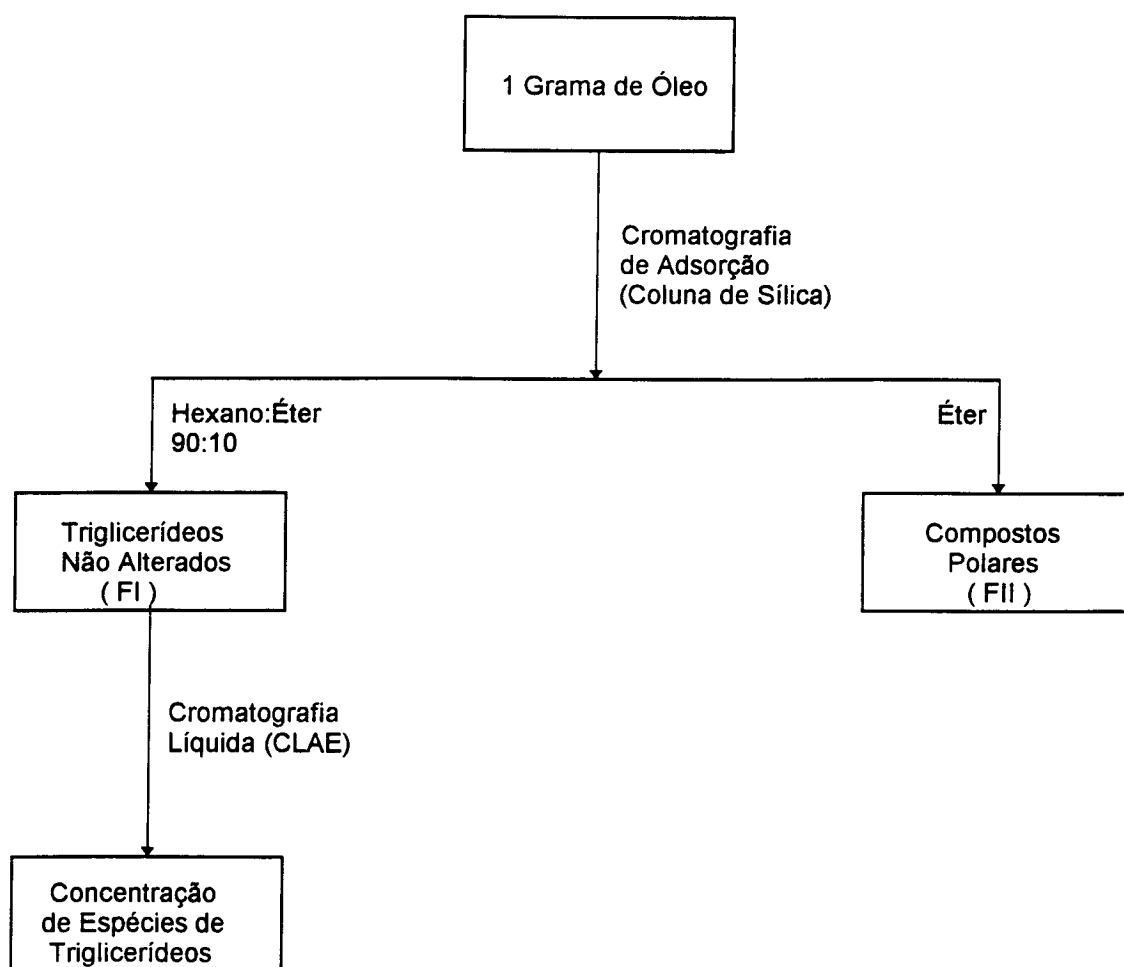 1 Grama de Óleo
Cromatografia
de Adsorção
(Coluna de Sílica)
Hexano:Éter
90:10
Éter
Triglicerídeos
Não Alterados
( FI )
Compostos
Polares
( FII )
Cromatografia
Líquida (CLAE)
Concentração
de Espécies de
Triglicerídeos